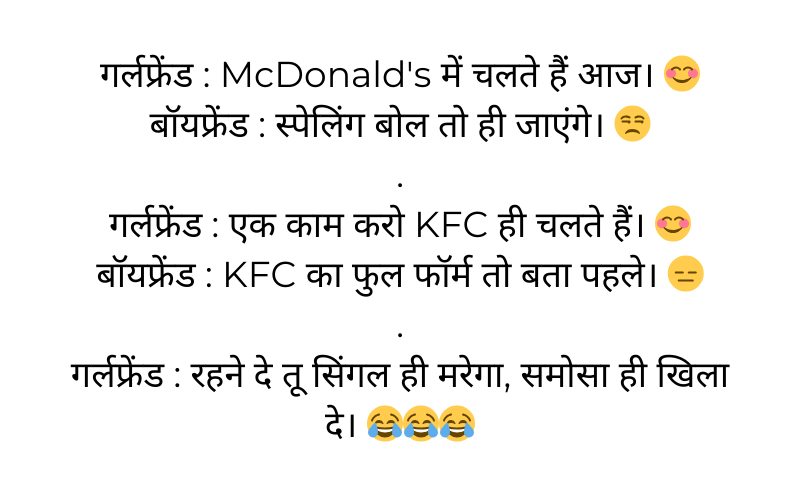 गर्लफ्रेंड : McDonald's में चलते हैं आज। 😊
बॉयफ्रेंड : स्पेलिंग बोल तो ही जाएंगे। 😒
.
गर्लफ्रेंड : एक काम करो KFC ही चलते हैं। 😊
बॉयफ्रेंड : KFC का फुल फॉर्म तो बता पहले। 😑
.
गर्लफ्रेंड : रहने दे तू सिंगल ही मरेगा, समोसा ही खिला
दे। 😂😂😂